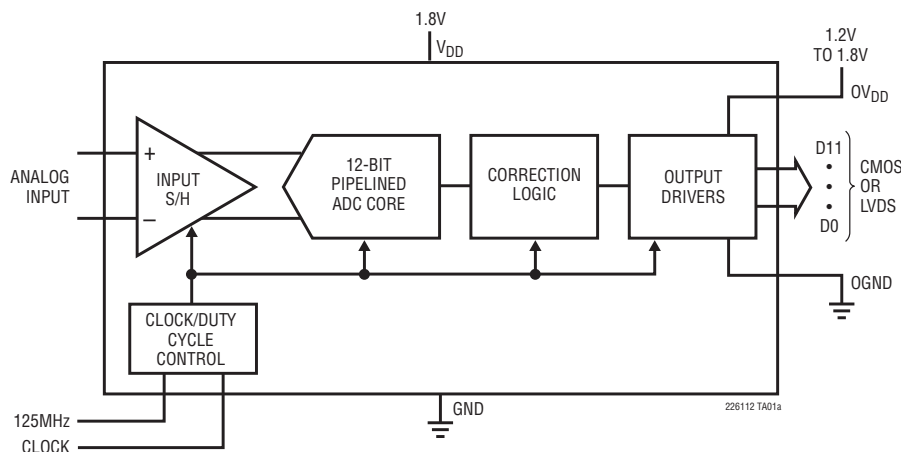 1.8V
VDD
1.2V
TO 1.8V
OVDD
ANALOG
INPUT
+
–
INPUT
S/H
12-BIT
PIPELINED
ADC CORE
CORRECTION
LOGIC
OUTPUT
DRIVERS
D11
•
•
•
D0
CMOS
OR
LVDS
OGND
CLOCK/DUTY
CYCLE
CONTROL
125MHz
CLOCK
GND
226112 TA01a